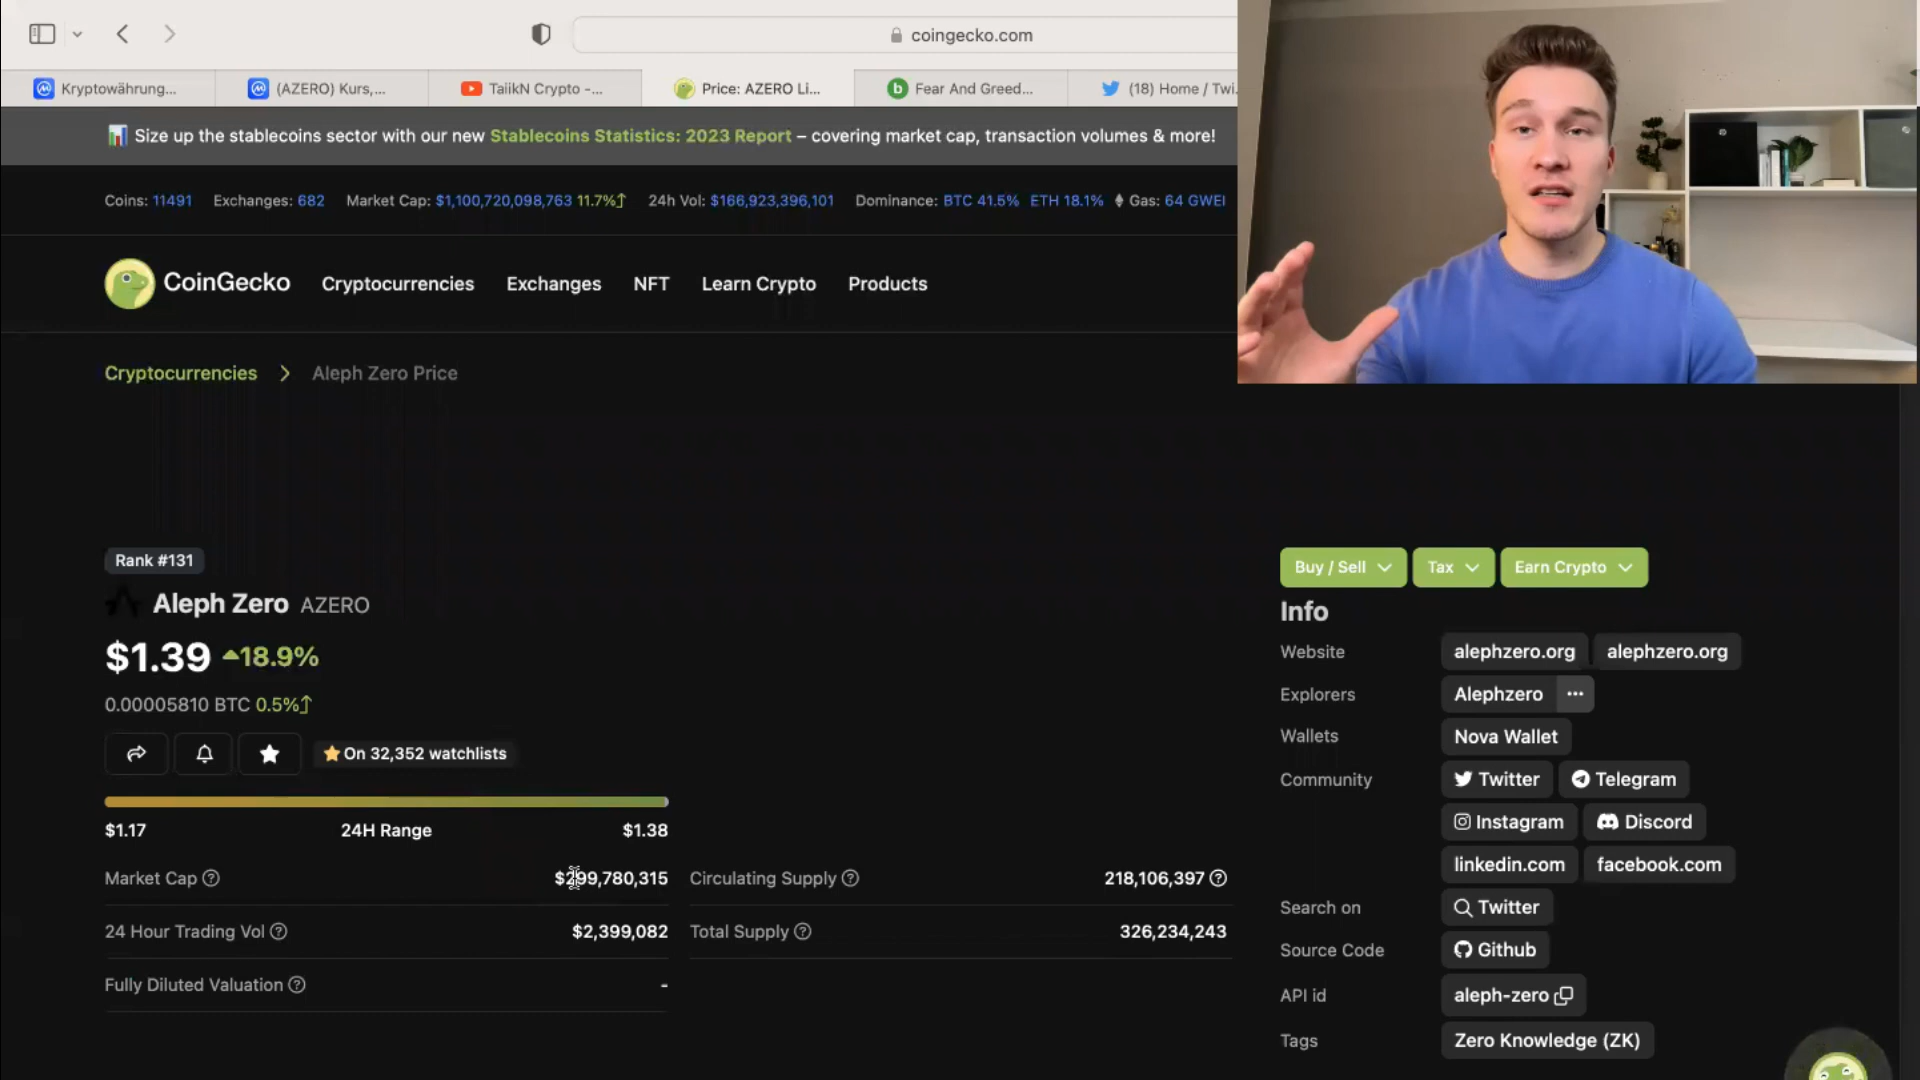 coingecko.com
Kryptowährung...
(AZERO) Kurs,...
TaiikN Crypto -...
Price: AZERO Li...
Fear And Greed...
(18) Home / Twi.
Size up the stablecoins sector with our new Stablecoins Statistics: 2023 Report – covering market cap, transaction volumes & more!
Coins: 11491 Exchanges: 682 Market Cap: $1,100,720,098,763 11.7% 24h Vol: $166,923,396,101 Dominance: BTC 41.5% ETH 18.1% Gas: 64 GWEI
CoinGecko Cryptocurrencies Exchanges NFT Learn Crypto Products
Cryptocurrencies > Aleph Zero Price
Rank #131
Aleph Zero AZERO
$1.39 18.9%
0.00005810 BTC 0.5%
On 32,352 watchlists
$1.17 24H Range $1.38
Market Cap $299,780,315
Circulating Supply 218,106,397
24 Hour Trading Vol $2,399,082
Total Supply 326,234,243
Fully Diluted Valuation -
Buy / Sell Tax Earn Crypto
Info
Website alephzero.org alephzero.org
Explorers Alephzero ...
Wallets Nova Wallet
Community Twitter Telegram
Instagram Discord
linkedin.com facebook.com
Search on Twitter
Source Code Github
API id aleph-zero
Tags Zero Knowledge (ZK)